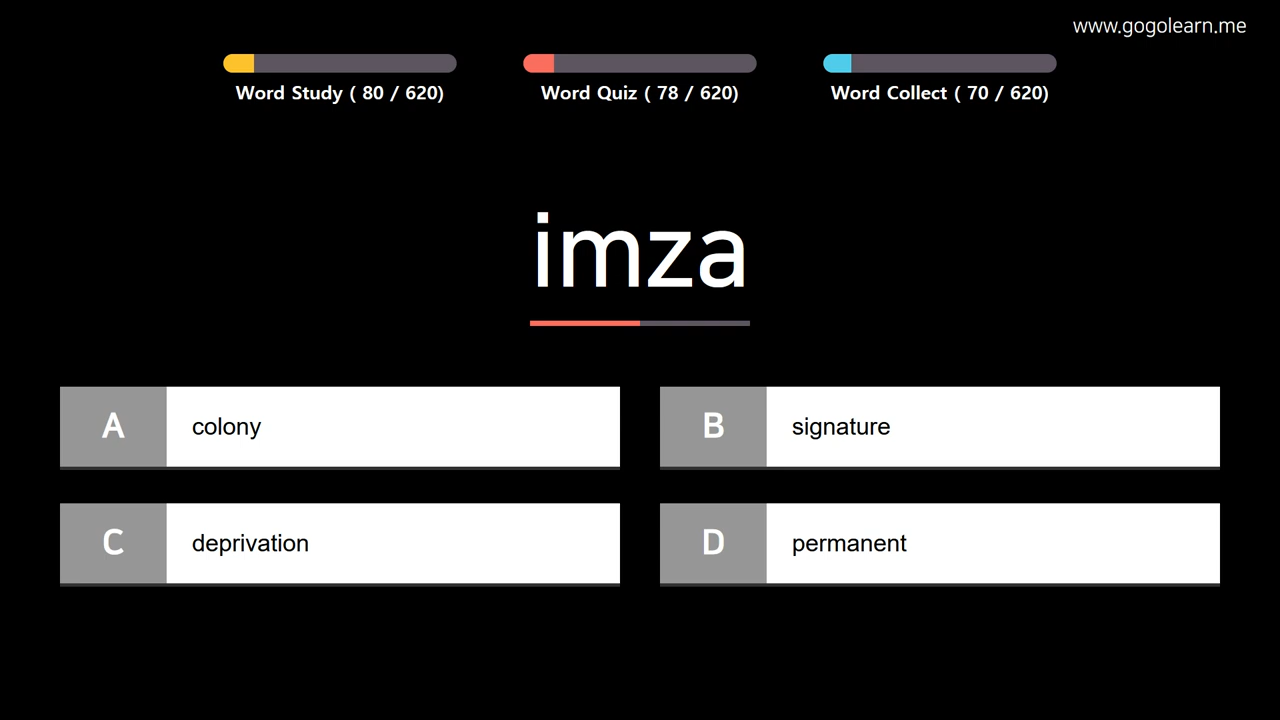 www.gogolearn.me
Word Study ( 80 / 620)
Word Quiz ( 78 / 620)
Word Collect ( 70 / 620)
imza
A colony
B signature
C deprivation
D permanent